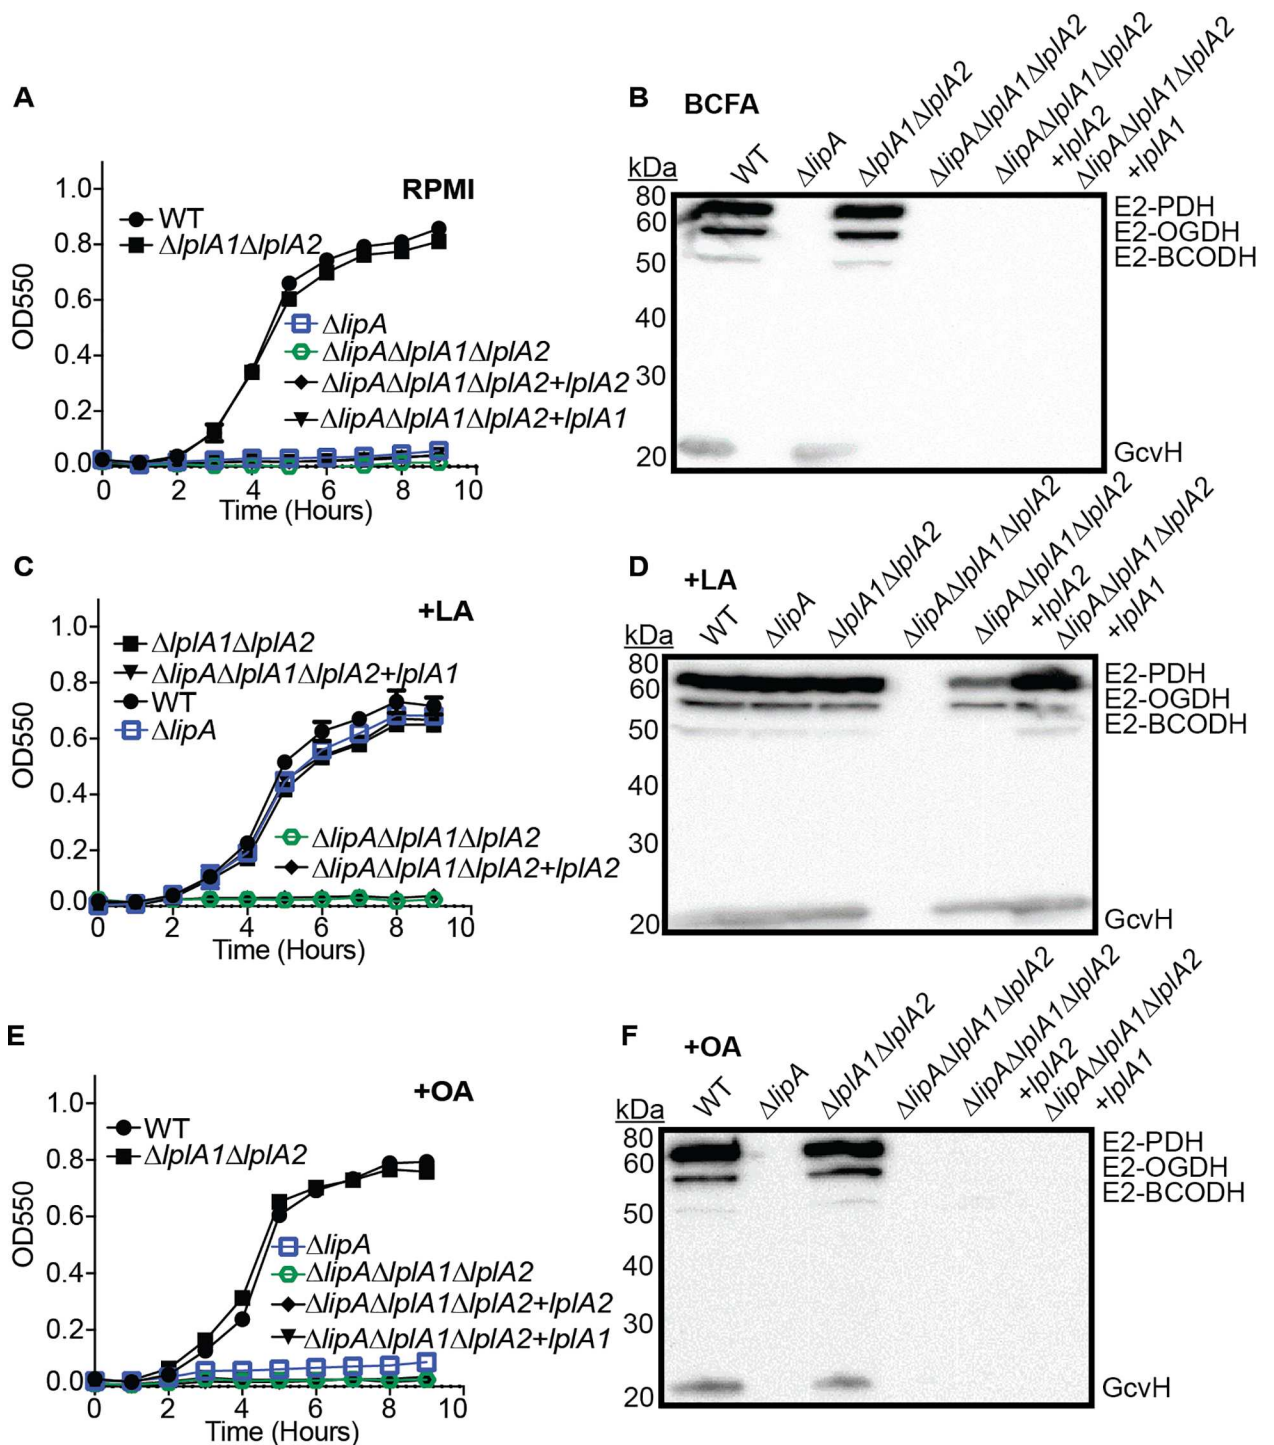 A
RPMI
1.0
0.8
0.6
0.4
0.2
0.0
OD550
WT
ΔlplA1ΔlplA2
ΔlipA
ΔlipAΔlplA1ΔlplA2
ΔlipAΔlplA1ΔlplA2+lplA2
ΔlipAΔlplA1ΔlplA2+lplA1
0 2 4 6 8 10
Time (Hours)
B
BCFA
kDa
WT
ΔlipA
ΔlplA1ΔlplA2
ΔlipAΔlplA1ΔlplA2
ΔlipAΔlplA1ΔlplA2
+lplA2
ΔlipAΔlplA1ΔlplA2
+lplA1
80
60
50
40
30
20
E2-PDH
E2-OGDH
E2-BCODH
GcvH
C
+LA
1.0
0.8
0.6
0.4
0.2
0.0
OD550
ΔlplA1ΔlplA2
ΔlipAΔlplA1ΔlplA2+lplA1
WT
ΔlipA
ΔlipAΔlplA1ΔlplA2
ΔlipAΔlplA1ΔlplA2+lplA2
0 2 4 6 8 10
Time (Hours)
D
+LA
kDa
WT
ΔlipA
ΔlplA1ΔlplA2
ΔlipAΔlplA1ΔlplA2
ΔlipAΔlplA1ΔlplA2
+lplA2
ΔlipAΔlplA1ΔlplA2
+lplA1
80
60
50
40
30
20
E2-PDH
E2-OGDH
E2-BCODH
GcvH
E
+OA
1.0
0.8
0.6
0.4
0.2
0.0
OD550
WT
ΔlplA1ΔlplA2
ΔlipA
ΔlipAΔlplA1ΔlplA2
ΔlipAΔlplA1ΔlplA2+lplA2
ΔlipAΔlplA1ΔlplA2+lplA1
0 2 4 6 8 10
Time (Hours)
F
+OA
kDa
WT
ΔlipA
ΔlplA1ΔlplA2
ΔlipAΔlplA1ΔlplA2
ΔlipAΔlplA1ΔlplA2
+lplA2
ΔlipAΔlplA1ΔlplA2
+lplA1
80
60
50
40
30
20
E2-PDH
E2-OGDH
E2-BCODH
GcvH